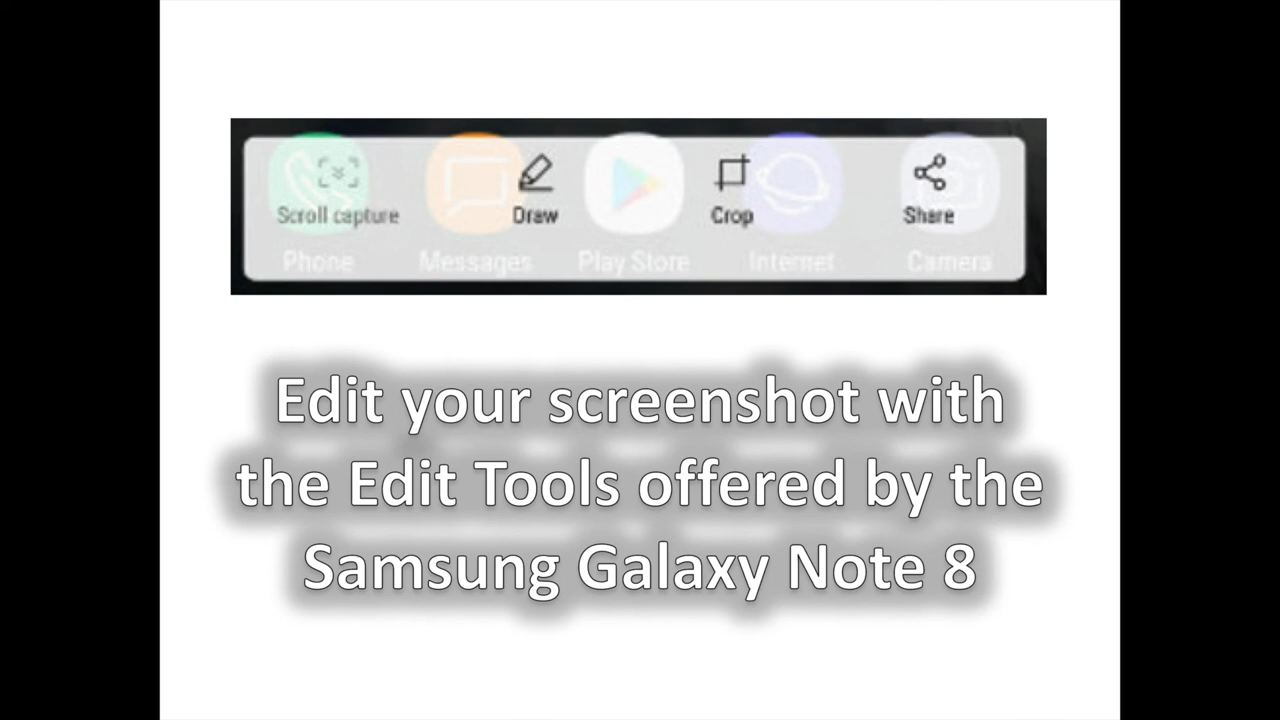 Scroll capture Draw Crop Share
Phone Messages Play Store Internet Camera
Edit your screenshot with
the Edit Tools offered by the
Samsung Galaxy Note 8